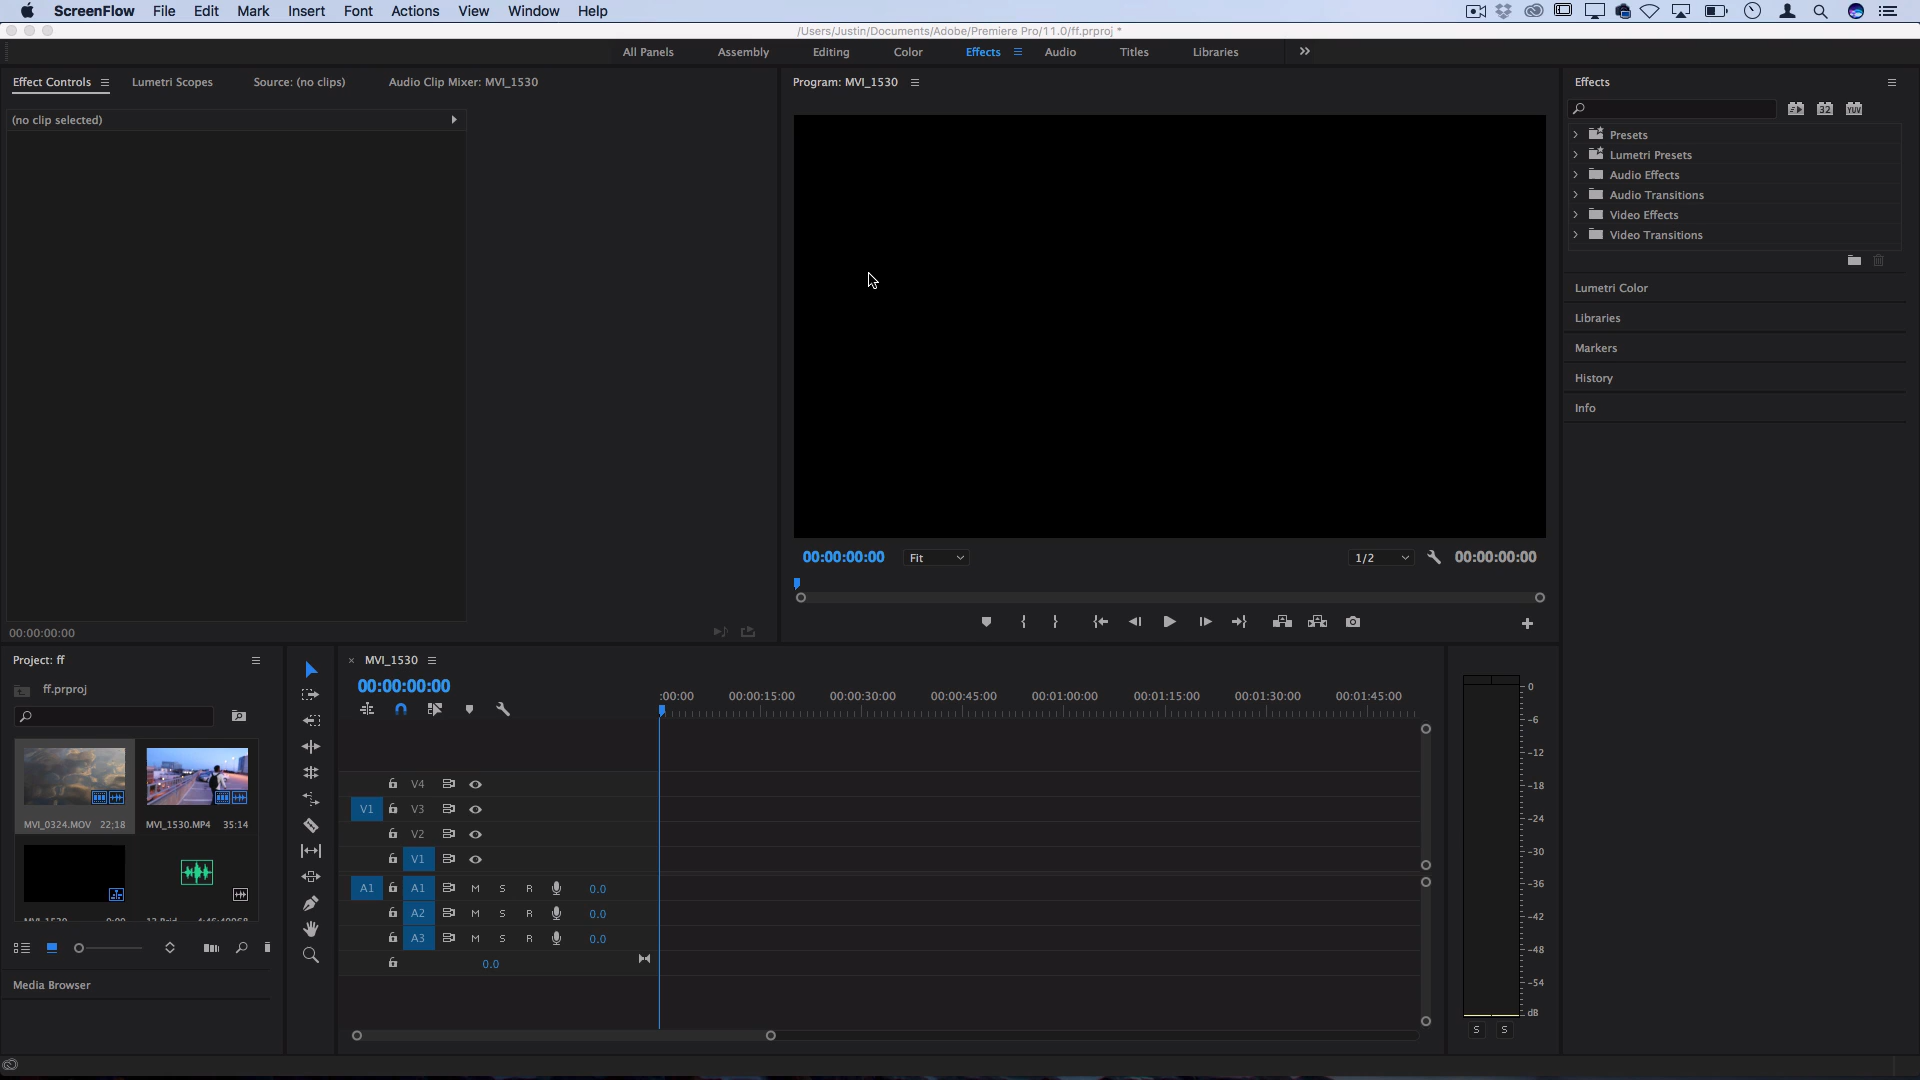 ScreenFlow File Edit Mark Insert Font Actions View Window Help
/Users/Justin/Documents/Adobe/Premiere Pro/11.0/ff.prproj *
All Panels Assembly Editing Color Effects Audio Titles Libraries
Effect Controls Lumetri Scopes Source: (no clips) Audio Clip Mixer: MVI_1530
Program: MVI_1530
Effects
(no clip selected)
32 YUV
Presets
Lumetri Presets
Audio Effects
Audio Transitions
Video Effects
Video Transitions
Lumetri Color
Libraries
Markers
History
Info
00:00:00:00 Fit 1/2 00:00:00:00
00:00:00:00
Project: ff
ff.prproj
MVI_0324.MOV 22;18 MVI_1530.MP4 35:14
Media Browser
MVI_1530
00:00:00:00
:00:00 00:00:15:00 00:00:30:00 00:00:45:00 00:01:00:00 00:01:15:00 00:01:30:00 00:01:45:00
V4
V1 V3
V2
V1
A1 A1 M S R 0.0
A2 M S R 0.0
A3 M S R 0.0
0.0
0
-6
-12
-18
-24
-30
-36
-42
-48
-54
dB
S S